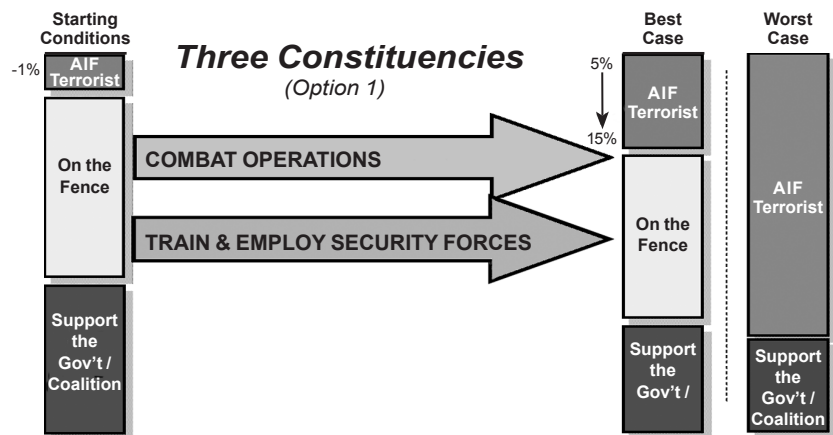 Starting
Conditions
-1%
AIF
Terrorist
On the
Fence
Support
the
Gov't /
Coalition
Three Constituencies
(Option 1)
COMBAT OPERATIONS
TRAIN & EMPLOY SECURITY FORCES
Best
Case
5%
15%
AIF
Terrorist
On the
Fence
Support
the
Gov't /
Worst
Case
AIF
Terrorist
Support
the
Gov't /
Coalition